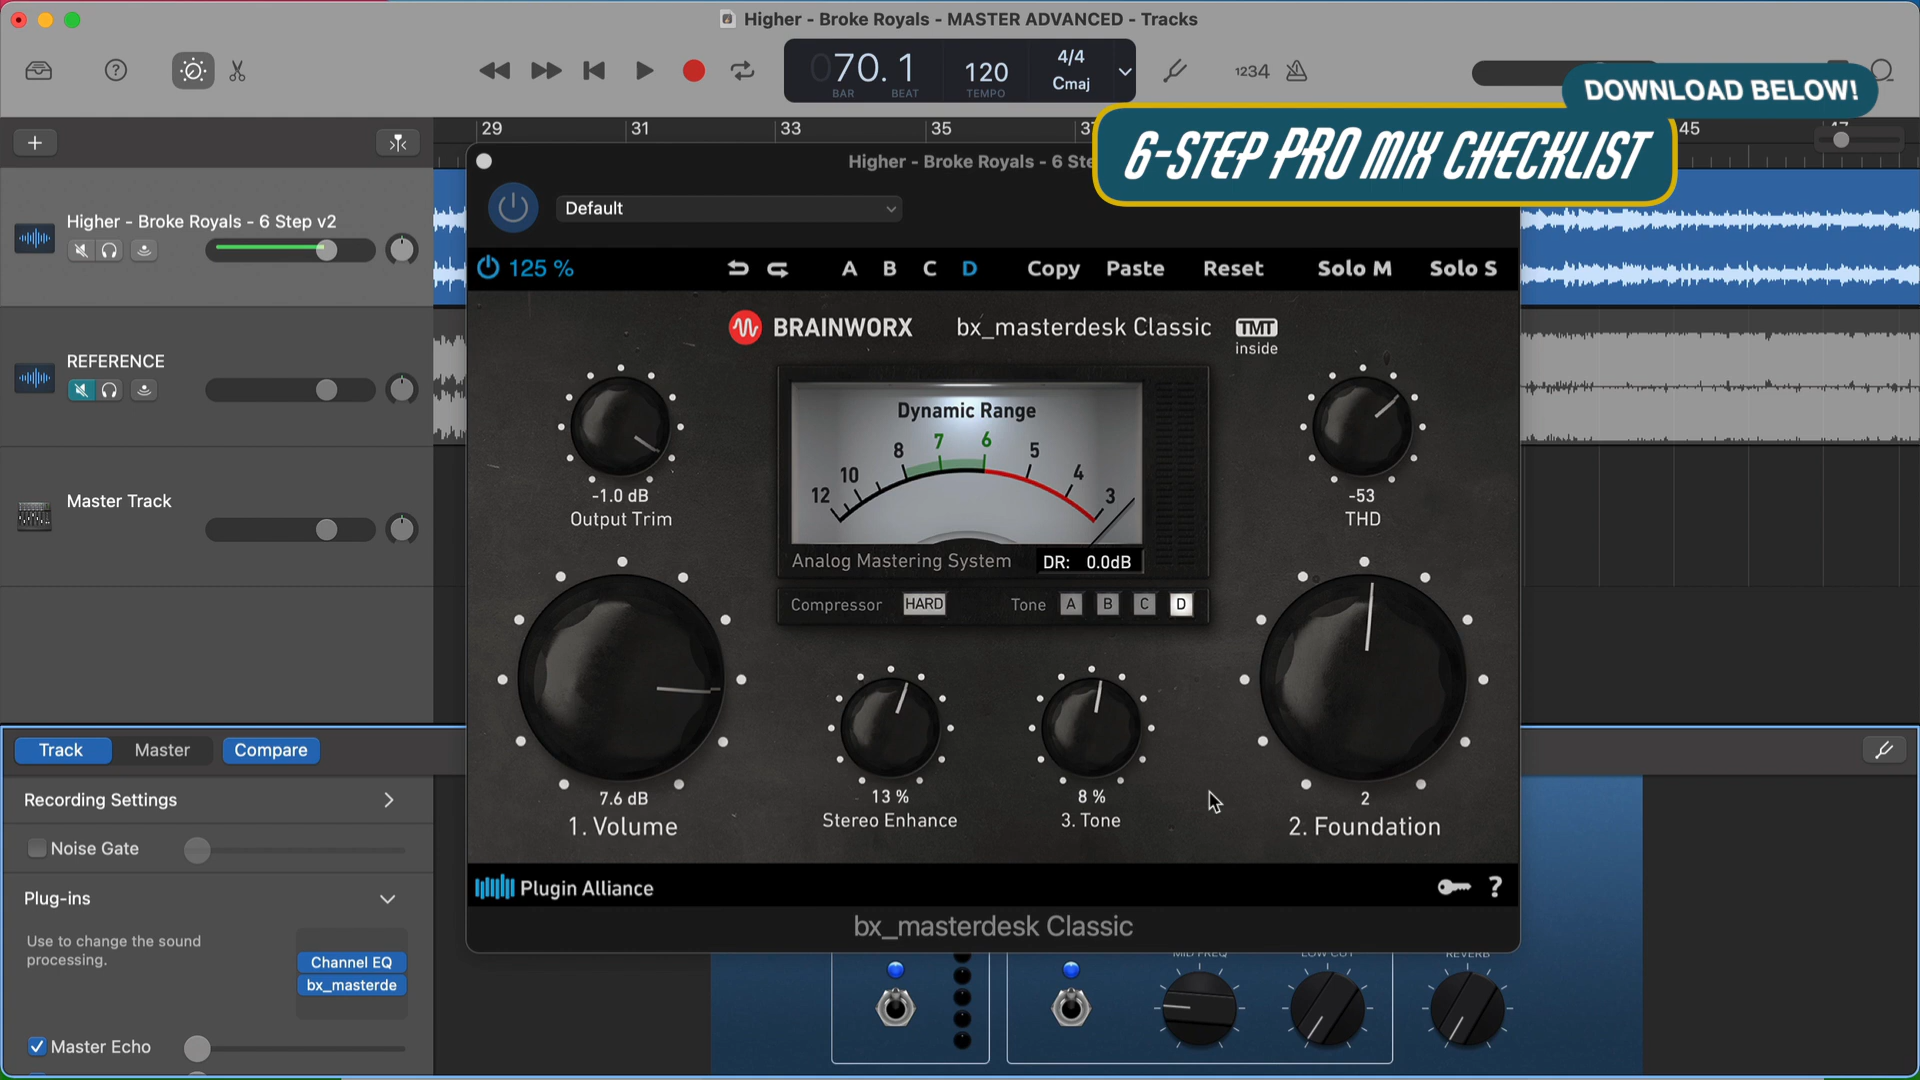 Higher - Broke Royals - MASTER ADVANCED - Tracks
070. 1
BAR
BEAT
120
TEMPO
4/4
Cmaj
1234
DOWNLOAD BELOW!
6-STEP PRO MIX CHECKLIST
29
31
33
35
45
Higher - Broke Royals - 6 Ste
Default
Higher - Broke Royals - 6 Step v2
REFERENCE
Master Track
125 %
A B C D
Copy Paste Reset Solo M Solo S
BRAINWORX bx_masterdesk Classic TMT
inside
Dynamic Range
12 10 8 7 6 5 4 3
-1.0 dB
Output Trim
-53
THD
Analog Mastering System DR: 0.0dB
Compressor HARD Tone A B C D
7.6 dB
1. Volume
13 %
Stereo Enhance
8 %
3. Tone
2
2. Foundation
Plugin Alliance
?
bx_masterdesk Classic
Track Master Compare
Recording Settings
Noise Gate
Plug-ins
Use to change the sound
processing.
Channel EQ
bx_masterde
Master Echo
MID FREQ
LOW CUT
REVERB